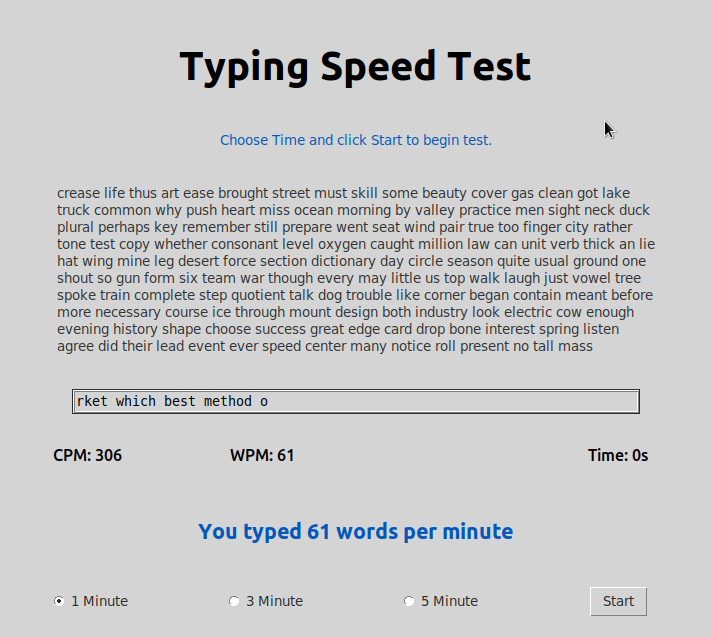 Typing Speed Test
Choose Time and click Start to begin test.
crease life thus art ease brought street must skill some beauty cover gas clean got lake
truck common why push heart miss ocean morning by valley practice men sight neck duck
plural perhaps key remember still prepare went seat wind pair true too finger city rather
tone test copy whether consonant level oxygen caught million law can unit verb thick an lie
hat wing mine leg desert force section dictionary day circle season quite usual ground one
shout so gun form six team war though every may little us top walk laugh just vowel tree
spoke train complete step quotient talk dog trouble like corner began contain meant before
more necessary course ice through mount design both industry look electric cow enough
evening history shape choose success great edge card drop bone interest spring listen
agree did their lead event ever speed center many notice roll present no tall mass
rket which best method o
CPM: 306 WPM: 61 Time: 0s
You typed 61 words per minute
1 Minute 3 Minute 5 Minute Start